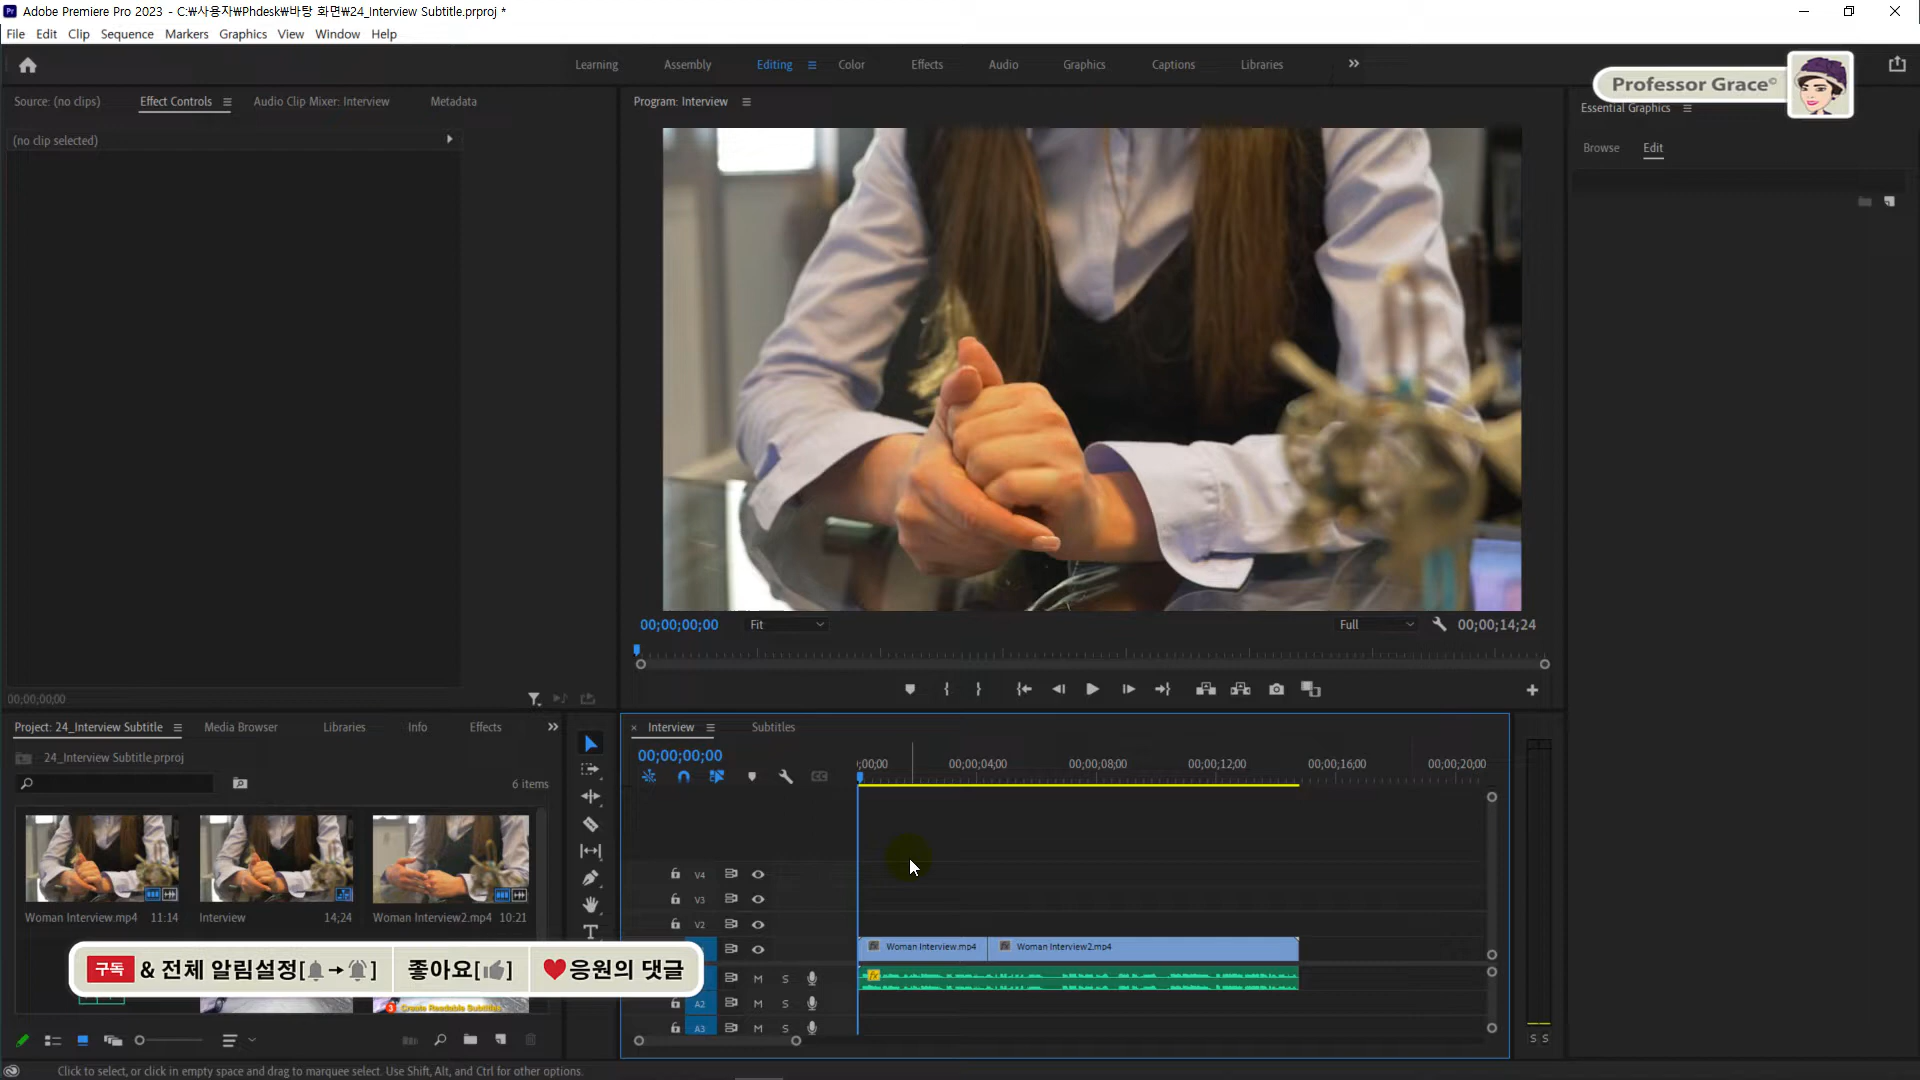 Adobe Premiere Pro 2023 - C:₩사용자₩Phdesk₩바탕 화면₩24_Interview Subtitle.prproj *
File Edit Clip Sequence Markers Graphics View Window Help
Learning Assembly Editing Color Effects Audio Graphics Captions Libraries
Professor Grace©
Source: (no clips) Effect Controls Audio Clip Mixer: Interview Metadata
Program: Interview
Essential Graphics
(no clip selected)
Browse Edit
00;00;00;00 Fit Full 00;00;14;24
00;00;00;00
Project: 24_Interview Subtitle Media Browser Libraries Info Effects
Interview Subtitles
24_Interview Subtitle.prproj
00;00;00;00
6 items
;00;00 00;00;04;00 00;00;08;00 00;00;12;00 00;00;16;00 00;00;20;00
V4
V3
Woman Interview.mp4 11:14 Interview 14;24 Woman Interview2.mp4 10:21
V2
Woman Interview.mp4 Woman Interview2.mp4
구독 & 전체 알림설정[→] 좋아요[] 응원의 댓글
M S
A2 M S
3 Create Readable Subtitles
A3 M S
S S
Click to select, or click in empty space and drag to marquee select. Use Shift, Alt, and Ctrl for other options.